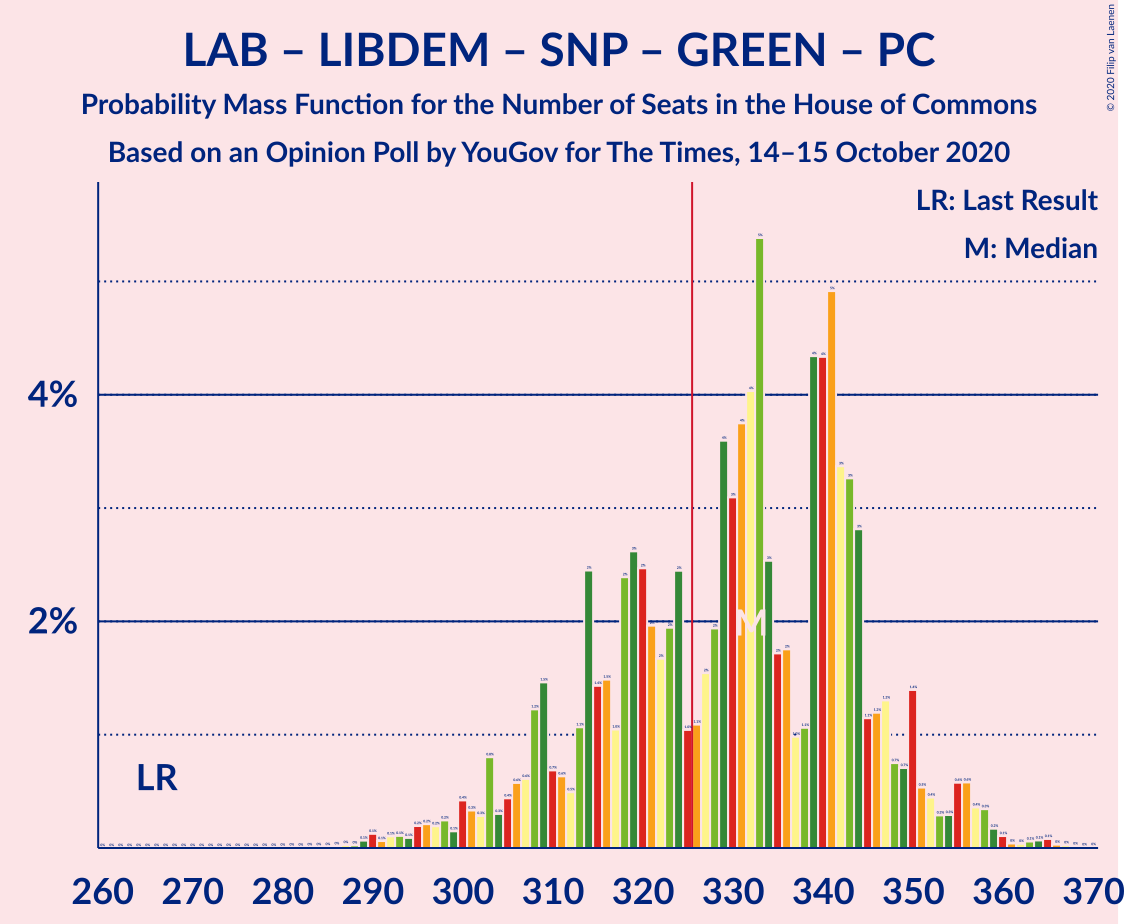 LAB – LIBDEM – SNP – GREEN – PC
Probability Mass Function for the Number of Seats in the House of Commons
Based on an Opinion Poll by YouGov for The Times, 14–15 October 2020
© 2020 Filip van Laenen
LR: Last Result
M: Median
4%
2%
M
LR
260 270 280 290 300 310 320 330 340 350 360 370